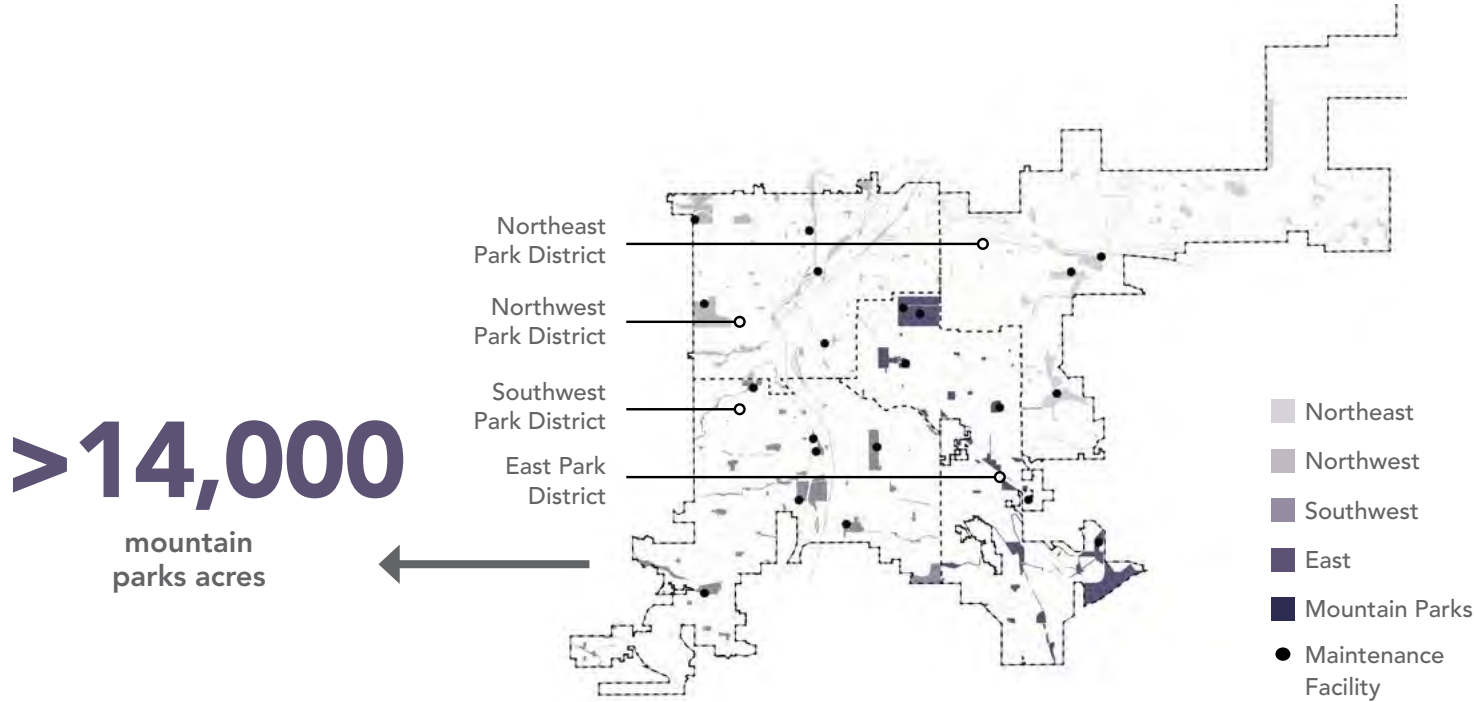 Northeast
Park District
Northwest
Park District
Southwest
Park District
East Park
District
>14,000
mountain
parks acres
Northeast
Northwest
Southwest
East
Mountain Parks
Maintenance
Facility